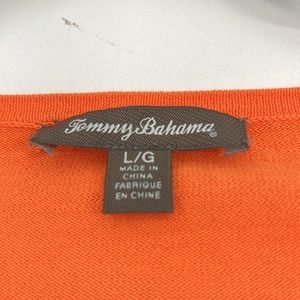 Tommy Bahama®
L/G
MADE IN
CHINA
FABRIQUE
EN CHINE